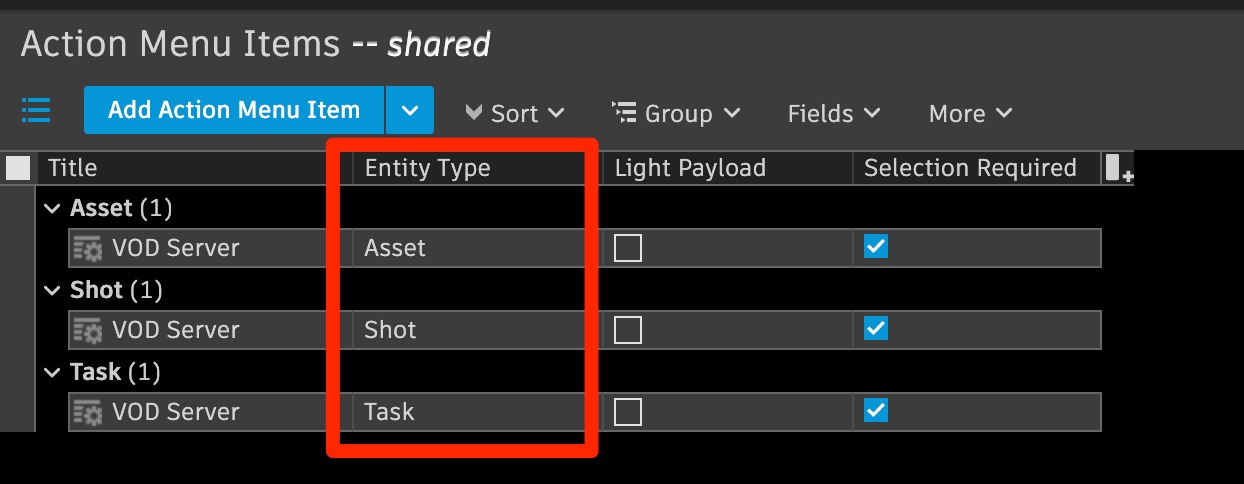 Action Menu Items -- shared
Add Action Menu Item Sort Group Fields More
Title Entity Type Light Payload Selection Required
Asset (1)
VOD Server Asset
Shot (1)
VOD Server Shot
Task (1)
VOD Server Task